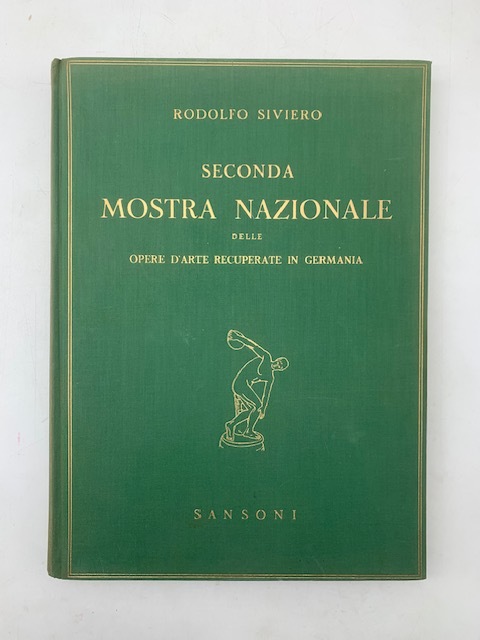 RODOLFO SIVIERO
SECONDA
MOSTRA NAZIONALE
DELLE
OPERE D'ARTE RECUPERATE IN GERMANIA
SANSONI